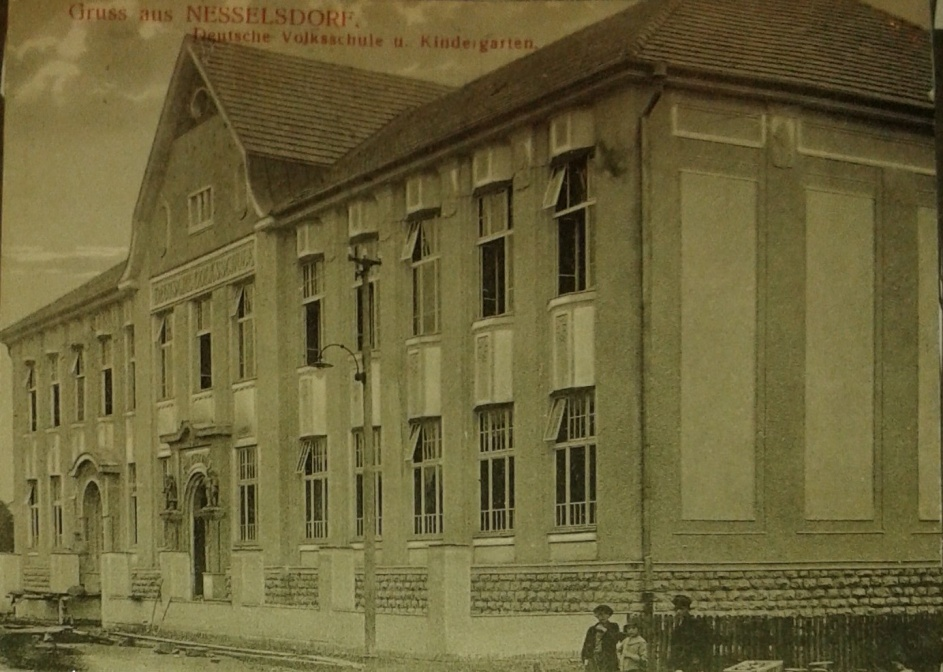 Gruss aus NESSELSDORF.
Deutsche Volksschule u. Kindergarten.